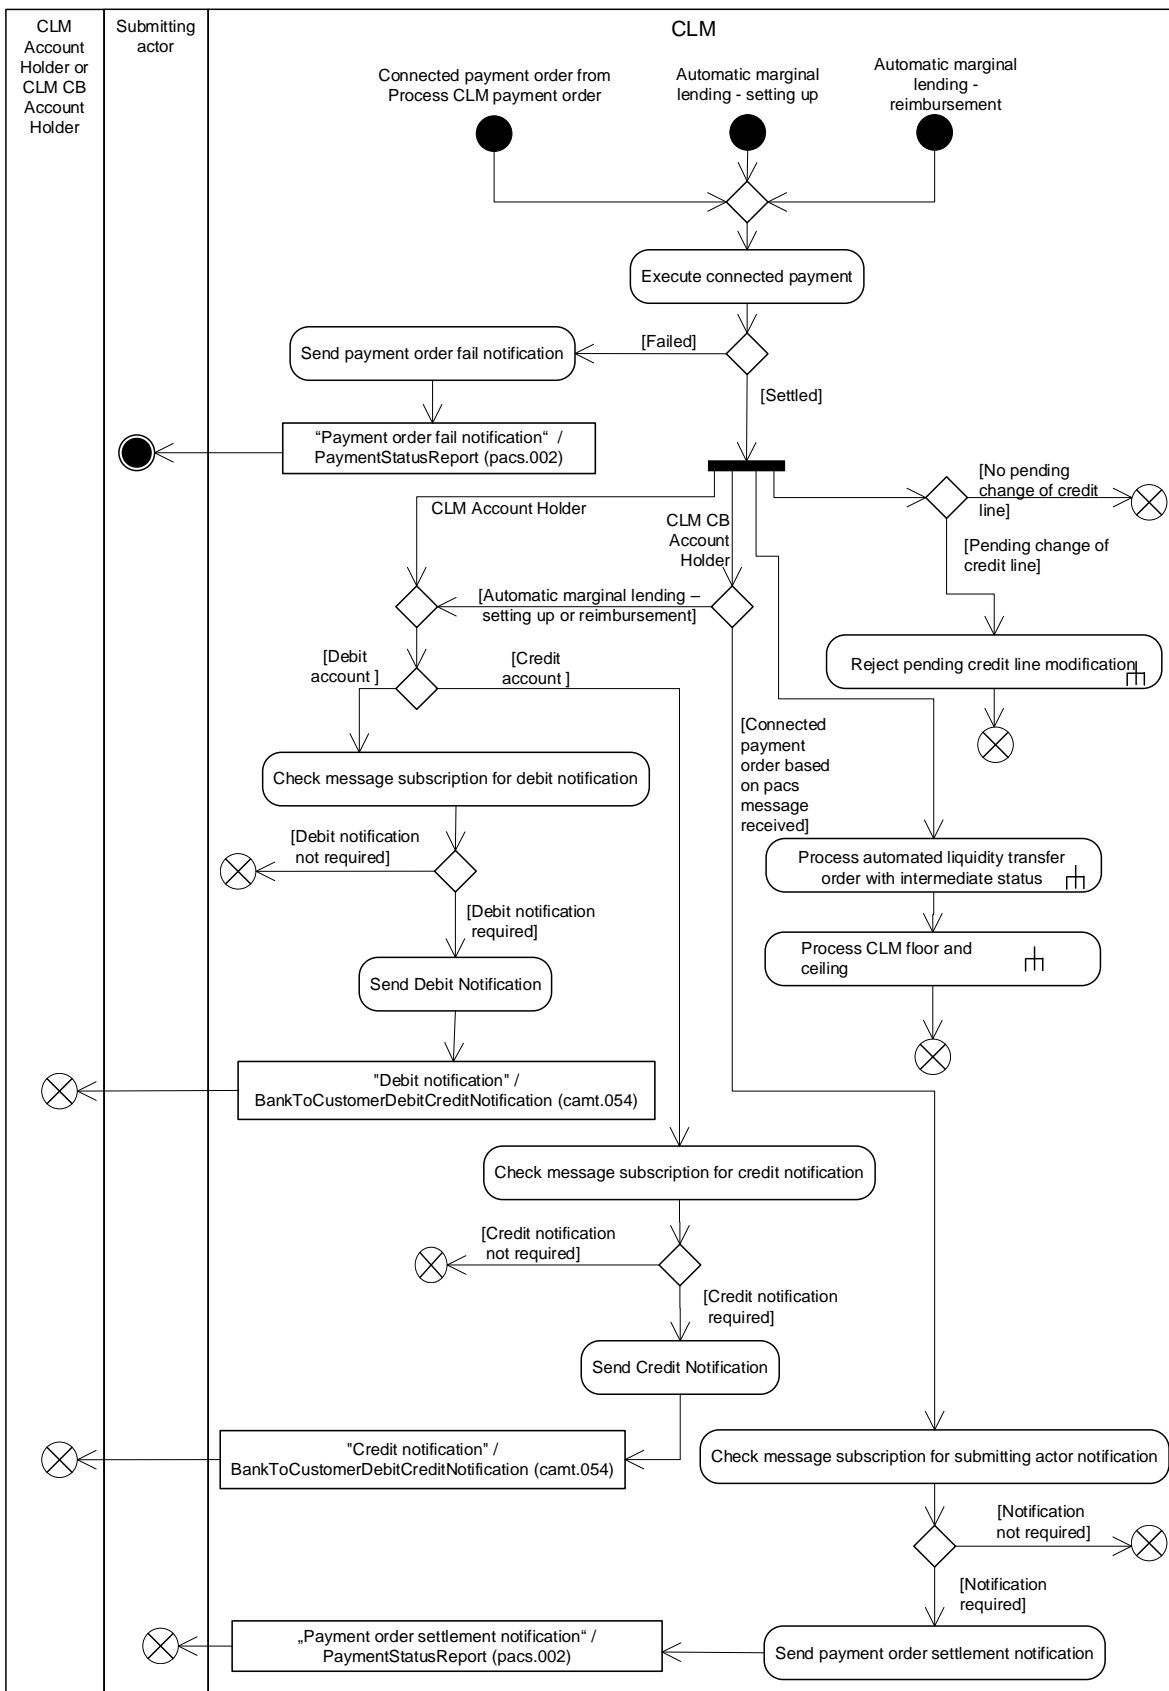 CLM
Account
Holder or
CLM CB
Account
Holder
Submitting
actor
CLM
Connected payment order from
Process CLM payment order
Automatic marginal
lending - setting up
Automatic marginal
lending -
reimbursement
Execute connected payment
[Failed]
Send payment order fail notification
[Settled]
“Payment order fail notification“ /
PaymentStatusReport (pacs.002)
CLM Account Holder
CLM CB
Account
Holder
[No pending
change of credit
line]
[Pending change of
credit line]
[Automatic marginal lending –
setting up or reimbursement]
Reject pending credit line modification
[Debit
account ]
[Credit
account ]
[Connected
payment
order based
on pacs
message
received]
Check message subscription for debit notification
[Debit notification
not required]
Process automated liquidity transfer
order with intermediate status
[Debit notification
required]
Process CLM floor and
ceiling
Send Debit Notification
"Debit notification" /
BankToCustomerDebitCreditNotification (camt.054)
Check message subscription for credit notification
[Credit notification
not required]
[Credit notification
required]
Send Credit Notification
"Credit notification" /
BankToCustomerDebitCreditNotification (camt.054)
Check message subscription for submitting actor notification
[Notification
not required]
[Notification
required]
„Payment order settlement notification“ /
PaymentStatusReport (pacs.002)
Send payment order settlement notification